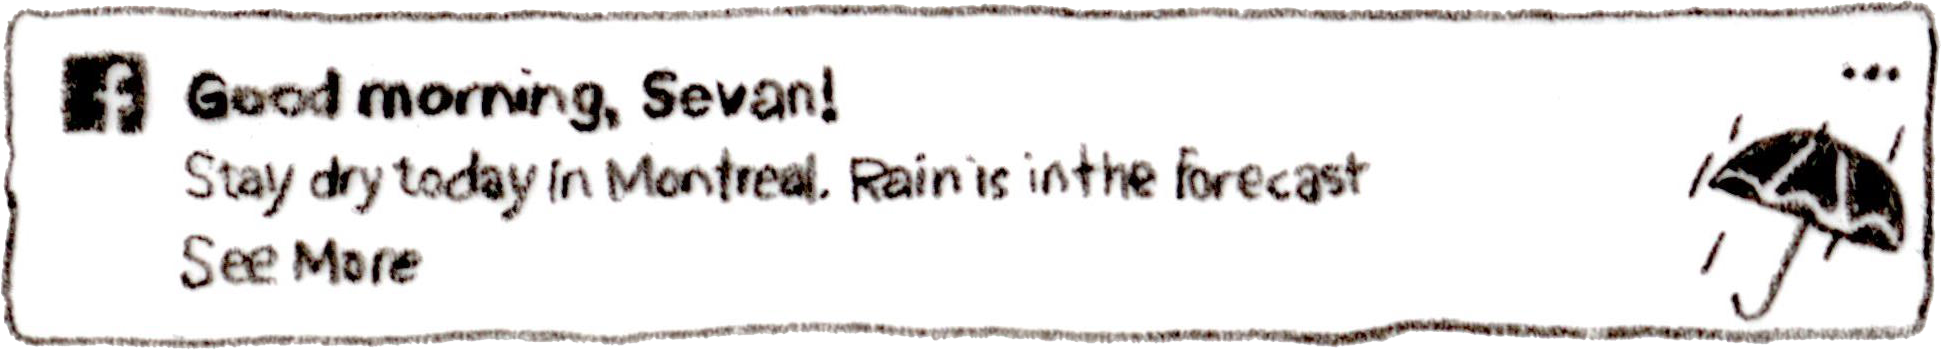 Good morning, Sevan!
Stay dry today in Montreal. Rain is in the forecast
See More